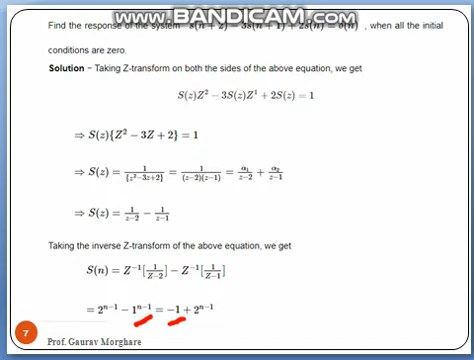 WWW.BANDICAM.COM
Find the response of the system s(n + 2) − 3s(n + 1) + 2s(n) = δ(n) , when all the initial
conditions are zero.
Solution − Taking Z-transform on both the sides of the above equation, we get
S(z)Z² − 3S(z)Z¹ + 2S(z) = 1
⇒ S(z){Z² − 3Z + 2} = 1
⇒ S(z) = 1/{z²−3z+2} = 1/(z−2)(z−1) = α₁/z−2 + α₂/z−1
⇒ S(z) = 1/z−2 − 1/z−1
Taking the inverse Z-transform of the above equation, we get
S(n) = Z⁻¹[1/Z−2] − Z⁻¹[1/Z−1]
= 2ⁿ⁻¹ − 1ⁿ⁻¹ = −1 + 2ⁿ⁻¹
7 Prof. Gaurav Morghare